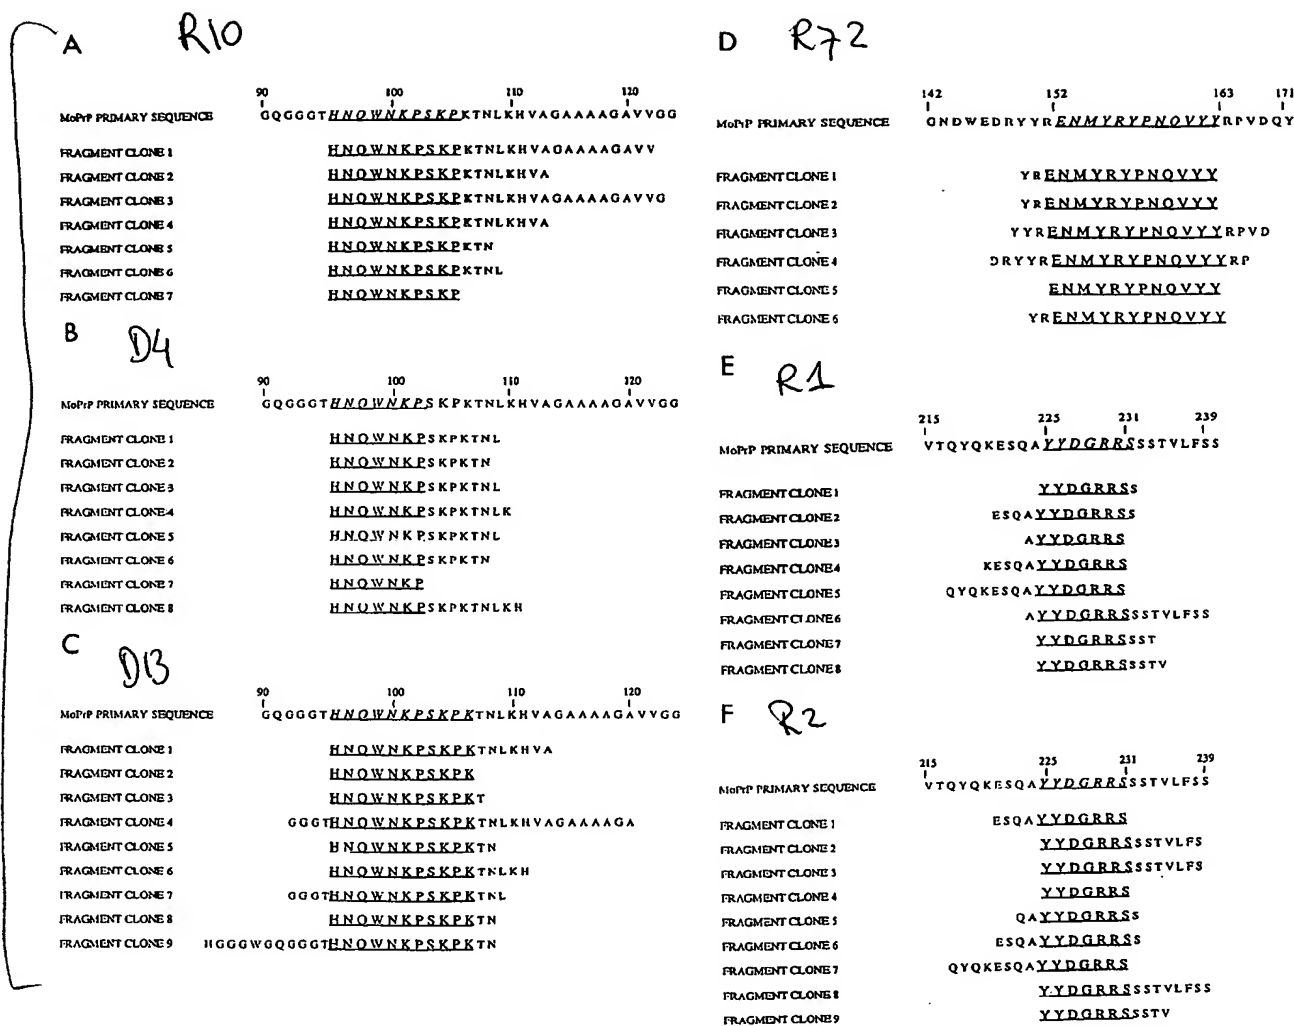 A R10
90 100 110 120
MoPrP PRIMARY SEQUENCE GQGGGTHNQWNKPSKPKTNLKHVAGAAAAGAVVGG
FRAGMENT CLONE 1 HNQWNKPSKPKTNLKHVAGAAAAGAVV
FRAGMENT CLONE 2 HNQWNKPSKPKTNLKHVA
FRAGMENT CLONE 3 HNQWNKPSKPKTNLKHVAGAAAAGAVVG
FRAGMENT CLONE 4 HNQWNKPSKPKTNLKHVA
FRAGMENT CLONE 5 HNQWNKPSKPKTN
FRAGMENT CLONE 6 HNQWNKPSKPKTNL
FRAGMENT CLONE 7 HNQWNKPSKP
B D4
90 100 110 120
MoPrP PRIMARY SEQUENCE GQGGGTHNQWNKPSKPKTNLKHVAGAAAAGAVVGG
FRAGMENT CLONE 1 HNQWNKPSKPKTNL
FRAGMENT CLONE 2 HNQWNKPSKPKTN
FRAGMENT CLONE 3 HNQWNKPSKPKTNL
FRAGMENT CLONE 4 HNQWNKPSKPKTNLK
FRAGMENT CLONE 5 HNQWNKPSKPKTNL
FRAGMENT CLONE 6 HNQWNKPSKPKTN
FRAGMENT CLONE 7 HNQWNKP
FRAGMENT CLONE 8 HNQWNKPSKPKTNLKH
C D13
90 100 110 120
MoPrP PRIMARY SEQUENCE GQGGGTHNQWNKPSKPKTNLKHVAGAAAAGAVVGG
FRAGMENT CLONE 1 HNQWNKPSKPKTNLKHVA
FRAGMENT CLONE 2 HNQWNKPSKPK
FRAGMENT CLONE 3 HNQWNKPSKPKT
FRAGMENT CLONE 4 GGGTHNQWNKPSKPKTNLKHVAGAAAAGA
FRAGMENT CLONE 5 HNQWNKPSKPKTN
FRAGMENT CLONE 6 HNQWNKPSKPKTNLKH
FRAGMENT CLONE 7 GGGTHNQWNKPSKPKTNL
FRAGMENT CLONE 8 HNQWNKPSKPKTN
FRAGMENT CLONE 9 HGGGWGQGGGTHNQWNKPSKPKTN
D R72
142 152 163 171
MoPrP PRIMARY SEQUENCE GNDWEDRYYRENMYRYPNQVYYRPVDQY
FRAGMENT CLONE 1 YRENMYRYPNQVYY
FRAGMENT CLONE 2 YRENMYRYPNQVYY
FRAGMENT CLONE 3 YYRENMYRYPNQVYYRPVD
FRAGMENT CLONE 4 DRYYRENMYRYPNQVYYRP
FRAGMENT CLONE 5 ENMYRYPNQVYY
FRAGMENT CLONE 6 YRENMYRYPNQVYY
E R1
215 225 231 239
MoPrP PRIMARY SEQUENCE VTQYQKESQAYYDGRRSSSTVLFSS
FRAGMENT CLONE 1 YYDGRRSS
FRAGMENT CLONE 2 ESQAYYDGRRSS
FRAGMENT CLONE 3 AYYDGRRS
FRAGMENT CLONE 4 KESQAYYDGRRS
FRAGMENT CLONE 5 QYQKESQAYYDGRRS
FRAGMENT CLONE 6 AYYDGRRSSSTVLFSS
FRAGMENT CLONE 7 YYDGRRSSST
FRAGMENT CLONE 8 YYDGRRSSSTV
F R2
215 225 231 239
MoPrP PRIMARY SEQUENCE VTQYQKESQAYYDGRRSSSTVLFSS
FRAGMENT CLONE 1 ESQAYYDGRRS
FRAGMENT CLONE 2 YYDGRRSSSTVLFS
FRAGMENT CLONE 3 YYDGRRSSSTVLFS
FRAGMENT CLONE 4 YYDGRRS
FRAGMENT CLONE 5 QAYYDGRRSS
FRAGMENT CLONE 6 ESQAYYDGRRSS
FRAGMENT CLONE 7 QYQKESQAYYDGRRS
FRAGMENT CLONE 8 YYDGRRSSSTVLFSS
FRAGMENT CLONE 9 YYDGRRSSSTV